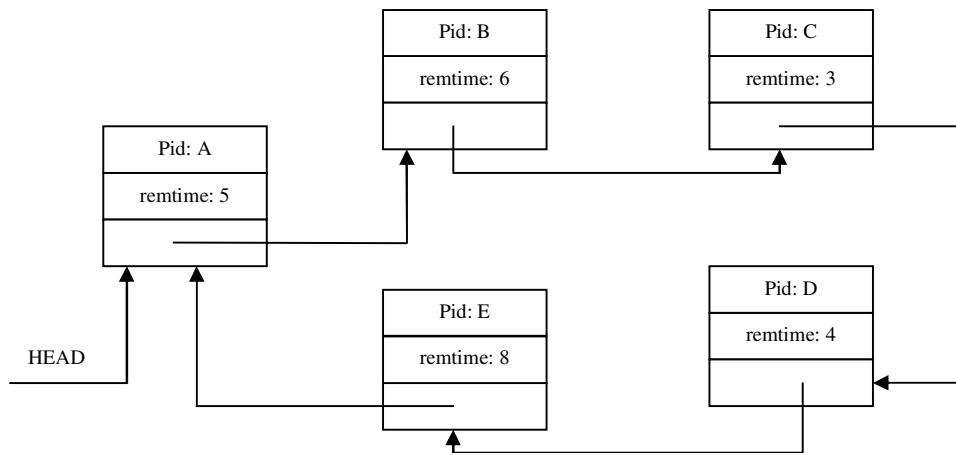 Pid: B
remtime: 6
Pid: C
remtime: 3
Pid: A
remtime: 5
Pid: E
remtime: 8
Pid: D
remtime: 4
HEAD